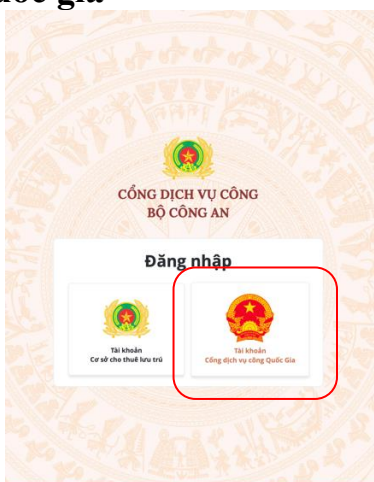 CỔNG DỊCH VỤ CÔNG
BỘ CÔNG AN
Đăng nhập
Tài khoản
Cơ sở cho thuê lưu trú
Tài khoản
Cổng dịch vụ công Quốc Gia